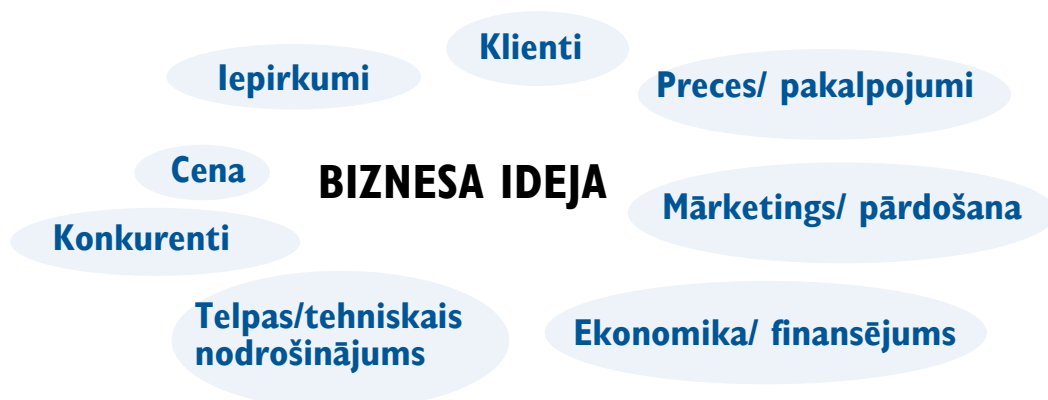 Klienti
Iepirkumi
Preces/ pakalpojumi
Cena
BIZNESA IDEJA
Mārketings/ pārdošana
Konkurenti
Telpas/tehniskais
nodrošinājums
Ekonomika/ finansējums